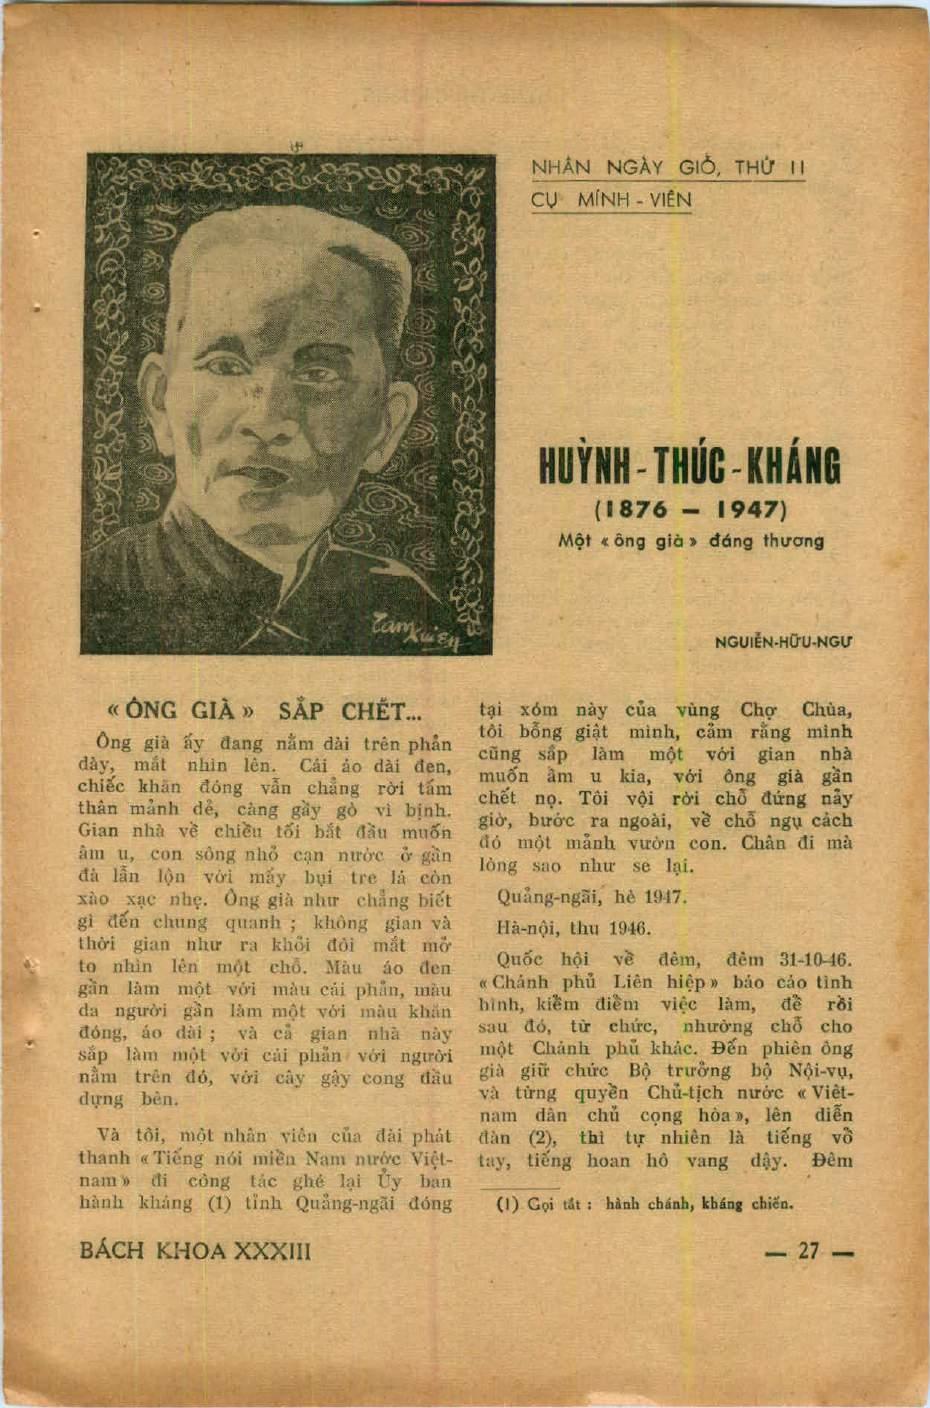 NHÂN NGÀY GIỖ, THỨ II
CỤ MÍNH - VIÊN
HUỲNH - THÚC - KHÁNG
(1876 — 1947)
Một « ông già » đáng thương
NGUIỄN-HỮU-NGƯ
Tam Xuiên
« ÔNG GIÀ » SẮP CHẾT...
Ông già ấy đang nằm dài trên phản
dày, mắt nhìn lên. Cái áo dài đen,
chiếc khăn đóng vẫn chẳng rời tấm
thân mảnh dẻ, càng gầy gò vì bịnh.
Gian nhà về chiều tối bắt đầu muốn
âm u, con sông nhỏ cạn nước ở gần
đà lẫn lộn với mấy bụi tre lá còn
xào xạc nhẹ. Ông già như chẳng biết
gì đến chung quanh ; không gian và
thời gian như ra khỏi đôi mắt mở
to nhìn lên một chỗ. Màu áo đen
gần làm một với màu cái phản, màu
da người gần làm một với màu khăn
đóng, áo dài ; và cả gian nhà này
sắp làm một với cái phản với người
nằm trên đó, với cây gậy cong đầu
dựng bên.
Và tôi, một nhân viên của đài phát
thanh « Tiếng nói miền Nam nước Việt-
nam » đi công tác ghé lại Ủy ban
hành kháng (1) tỉnh Quảng-ngãi đóng
tại xóm này của vùng Chợ Chùa,
tôi bỗng giật mình, cảm rằng mình
cũng sắp làm một với gian nhà
muốn âm u kia, với ông già gần
chết nọ. Tôi vội rời chỗ đứng nãy
giờ, bước ra ngoài, về chỗ ngụ cách
đó một mảnh vườn con. Chân đi mà
lòng sao như se lại.
Quảng-ngãi, hè 1947.
Hà-nội, thu 1946.
Quốc hội về đêm, đêm 31-10-46.
« Chánh phủ Liên hiệp » báo cáo tình
hình, kiểm điểm việc làm, để rồi
sau đó, từ chức, nhường chỗ cho
một Chánh phủ khác. Đến phiên ông
già giữ chức Bộ trưởng bộ Nội-vụ,
và từng quyền Chủ-tịch nước « Việt-
nam dân chủ cọng hòa », lên diễn
đàn (2), thì tự nhiên là tiếng vỗ
tay, tiếng hoan hô vang dậy. Đêm
(1) Gọi tắt : hành chánh, kháng chiến.
BÁCH KHOA XXXIII
— 27 —